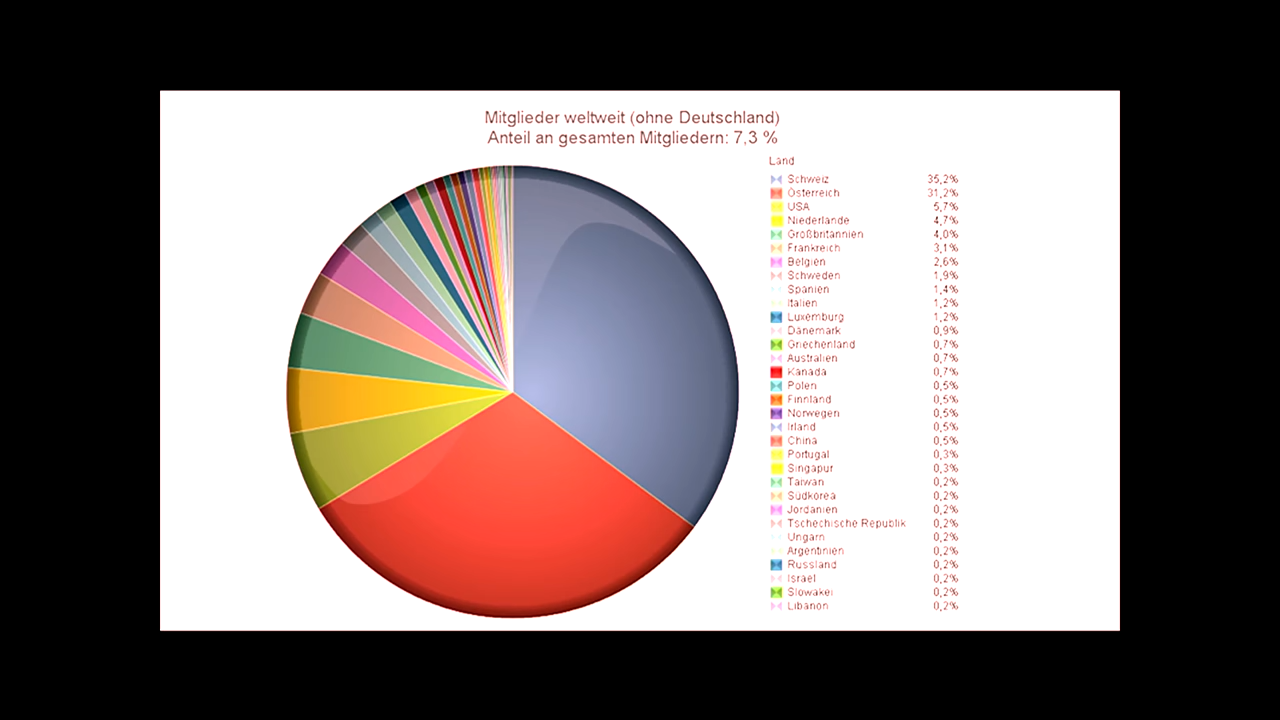 Mitglieder weltweit (ohne Deutschland)
Anteil an gesamten Mitgliedern: 7,3 %
Land
Schweiz 35,2%
Österreich 31,2%
USA 5,7%
Niederlande 4,7%
Großbritannien 4,0%
Frankreich 3,1%
Belgien 2,6%
Schweden 1,9%
Spanien 1,4%
Italien 1,2%
Luxemburg 1,2%
Dänemark 0,9%
Griechenland 0,7%
Australien 0,7%
Kanada 0,7%
Polen 0,5%
Finnland 0,5%
Norwegen 0,5%
Irland 0,5%
China 0,5%
Portugal 0,3%
Singapur 0,3%
Taiwan 0,2%
Südkorea 0,2%
Jordanien 0,2%
Tschechische Republik 0,2%
Ungarn 0,2%
Argentinien 0,2%
Russland 0,2%
Israel 0,2%
Slowakei 0,2%
Libanon 0,2%